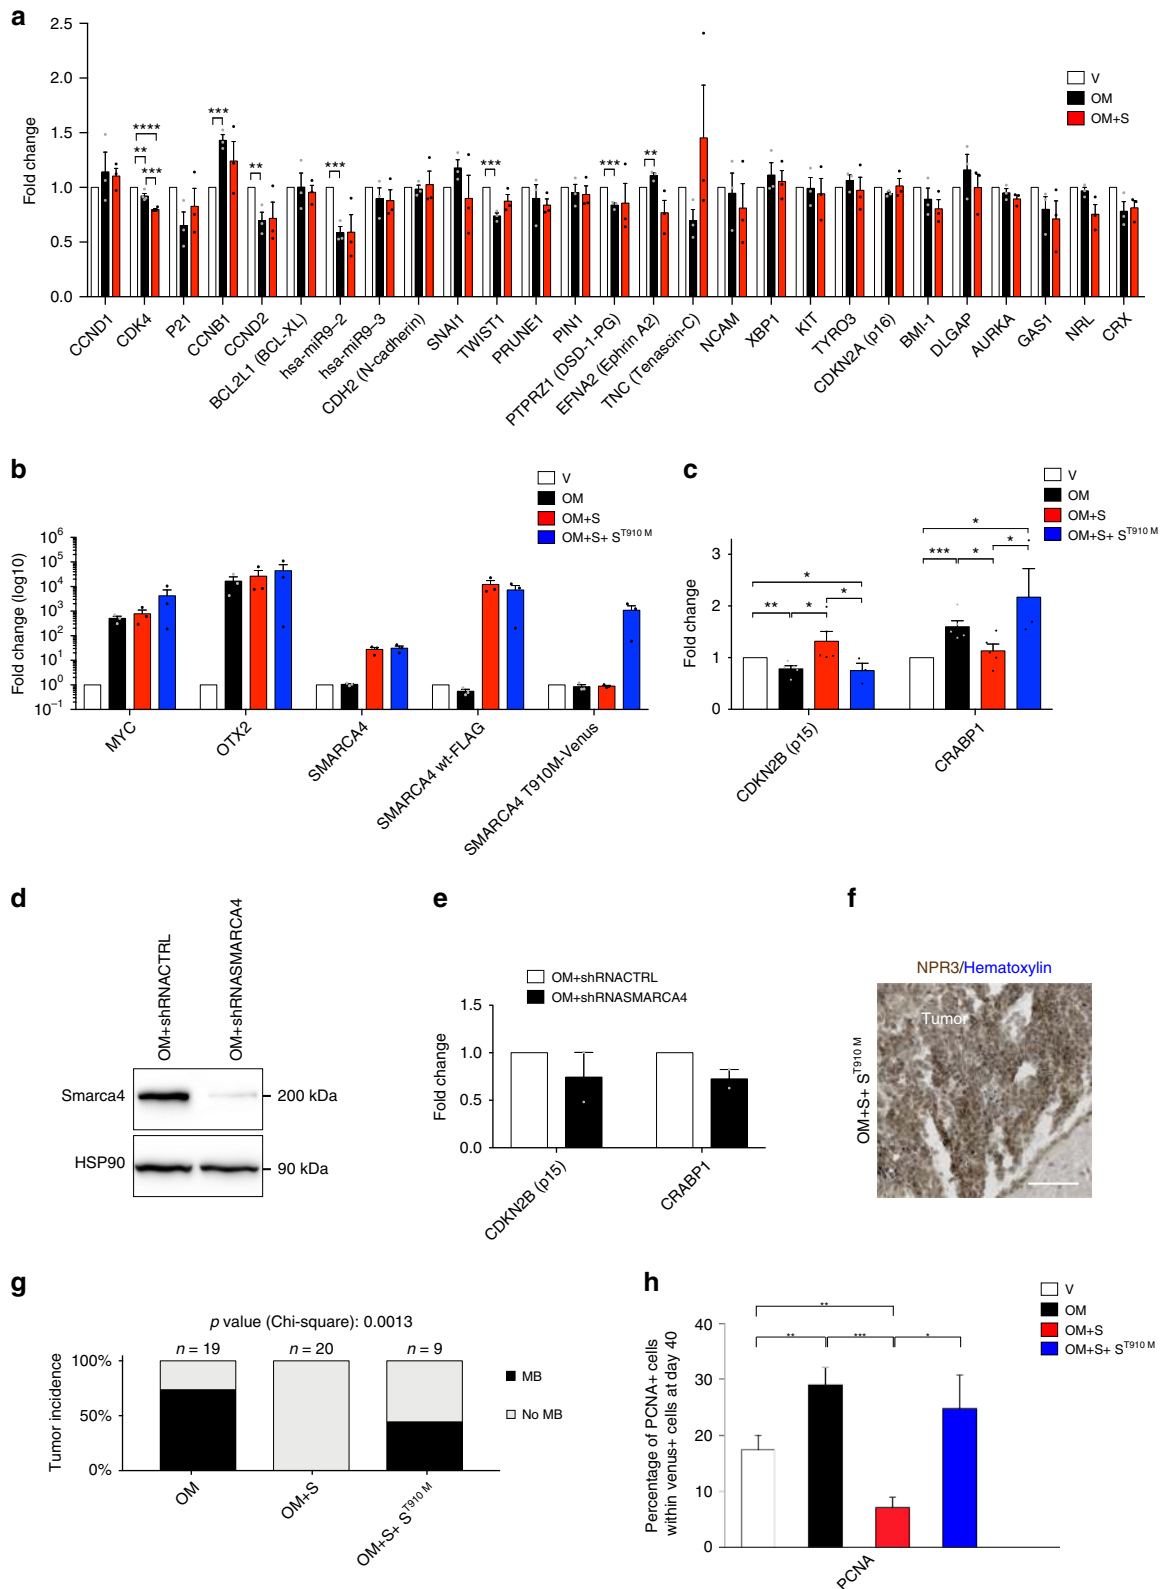 a
2.5
2.0
1.5
1.0
0.5
0.0
Fold change
V
OM
OM+S
****
**
***
***
**
***
***
***
**
CCND1
CDK4
P21
CCNB1
CCND2
BCL2L1 (BCL-XL)
hsa-miR9-2
hsa-miR9-3
CDH2 (N-cadherin)
SNAI1
TWIST1
PRUNE1
PIN1
PTPRZ1 (DSD-1-PG)
EFNA2 (Ephrin A2)
TNC (Tenascin-C)
NCAM
XBP1
KIT
TYRO3
CDKN2A (p16)
BMI-1
DLGAP
AURKA
GAS1
NRL
CRX
b
V
OM
OM+S
OM+S+ S^T910 M
Fold change (log10)
10^6
10^5
10^4
10^3
10^2
10^1
10^0
10^−1
MYC
OTX2
SMARCA4
SMARCA4 wt-FLAG
SMARCA4 T910M-Venus
c
V
OM
OM+S
OM+S+ S^T910 M
Fold change
3
2
1
0
*
**
*
*
*
***
*
*
CDKN2B (p15)
CRABP1
d
OM+shRNACTRL
OM+shRNASMARCA4
Smarca4
200 kDa
HSP90
90 kDa
e
OM+shRNACTRL
OM+shRNASMARCA4
Fold change
1.5
1.0
0.5
0.0
CDKN2B (p15)
CRABP1
f
NPR3/Hematoxylin
Tumor
OM+S+ S^T910 M
g
p value (Chi-square): 0.0013
n = 19
n = 20
n = 9
Tumor incidence
100%
50%
0%
MB
No MB
OM
OM+S
OM+S+ S^T910 M
h
V
OM
OM+S
OM+S+ S^T910 M
Percentage of PCNA+ cells
within venus+ cells at day 40
40
30
20
10
0
**
**
***
*
PCNA